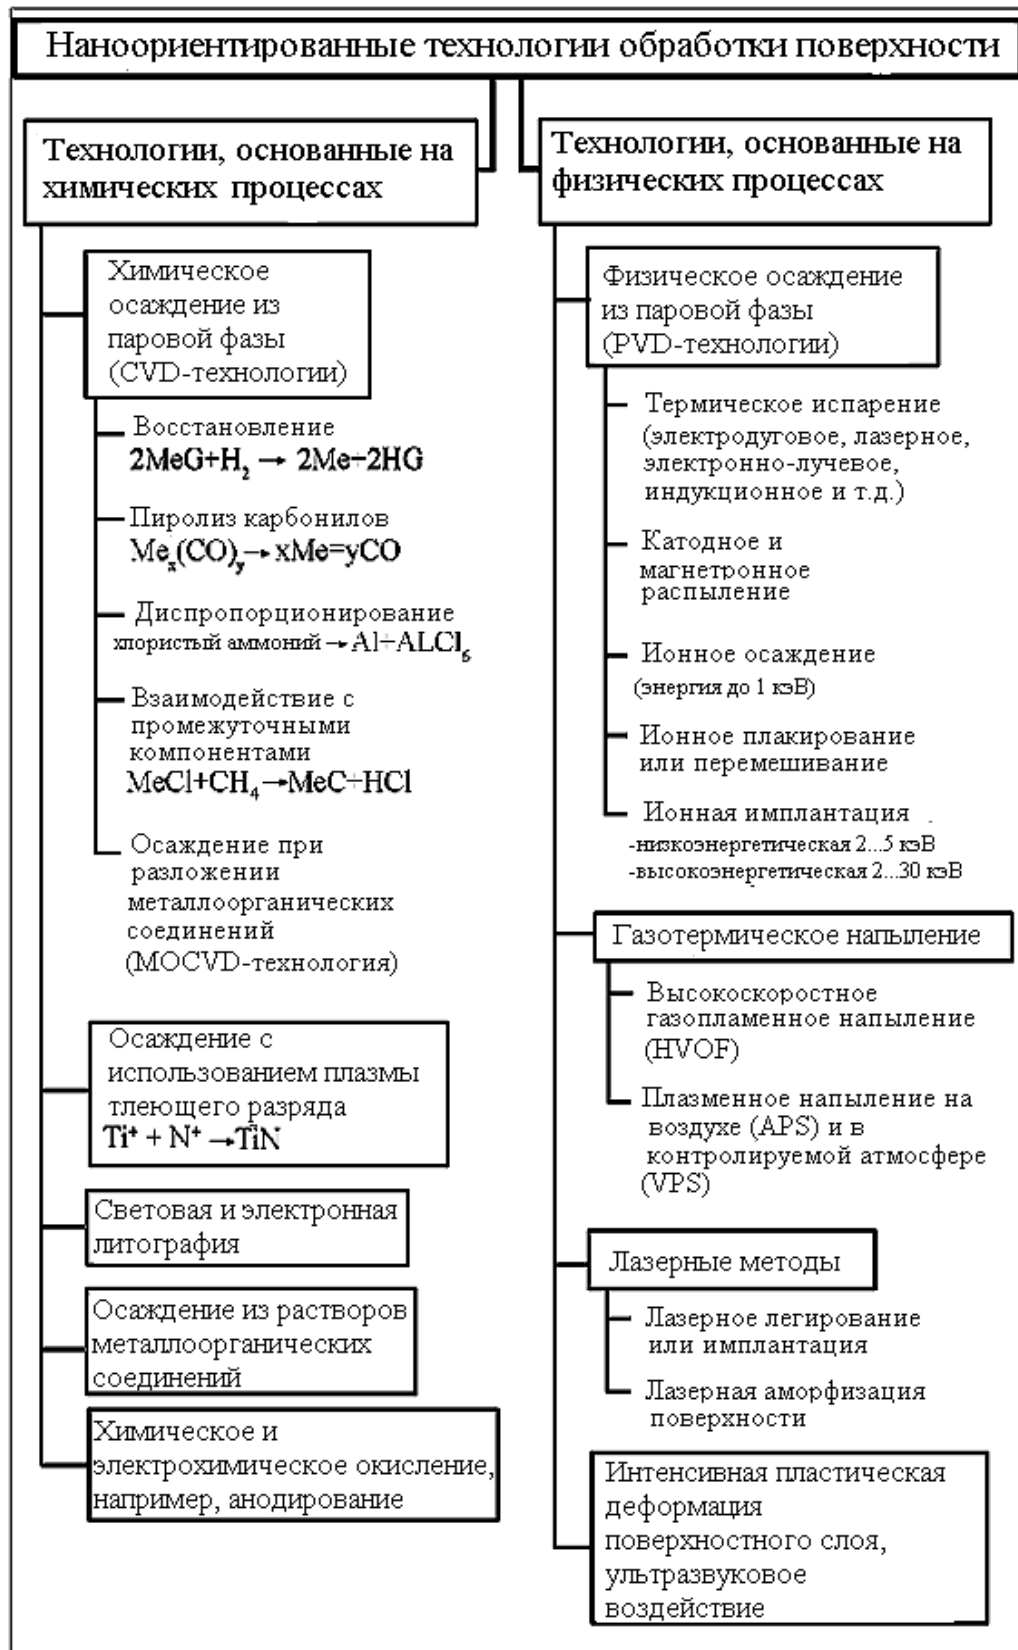 Наноориентированные технологии обработки поверхности
Технологии, основанные на
химических процессах
Химическое
осаждение из
паровой фазы
(CVD-технологии)
Восстановление
2MeG+H₂ → 2Me+2HG
Пиролиз карбонилов
Meₓ(CO)ᵧ→xMe=yCO
Диспропорционирование
хлористый аммоний→Al+ALCl₆
Взаимодействие с
промежуточными
компонентами
MeCl+CH₄→MeC+HCl
Осаждение при
разложении
металлоорганических
соединений
(MOCVD-технология)
Осаждение с
использованием плазмы
тлеющего разряда
Ti⁺ + N⁺→TiN
Световая и электронная
литография
Осаждение из растворов
металлоорганических
соединений
Химическое и
электрохимическое окисление,
например, анодирование
Технологии, основанные на
физических процессах
Физическое осаждение
из паровой фазы
(PVD-технологии)
Термическое испарение
(электродуговое, лазерное,
электронно-лучевое,
индукционное и т.д.)
Катодное и
магнетронное
распыление
Ионное осаждение
(энергия до 1 кэВ)
Ионное плакирование
или перемешивание
Ионная имплантация
-низкоэнергетическая 2...5 кэВ
-высокоэнергетическая 2...30 кэВ
Газотермическое напыление
Высокоскоростное
газопламенное напыление
(HVOF)
Плазменное напыление на
воздухе (APS) и в
контролируемой атмосфере
(VPS)
Лазерные методы
Лазерное легирование
или имплантация
Лазерная аморфизация
поверхности
Интенсивная пластическая
деформация
поверхностного слоя,
ультразвуковое
воздействие